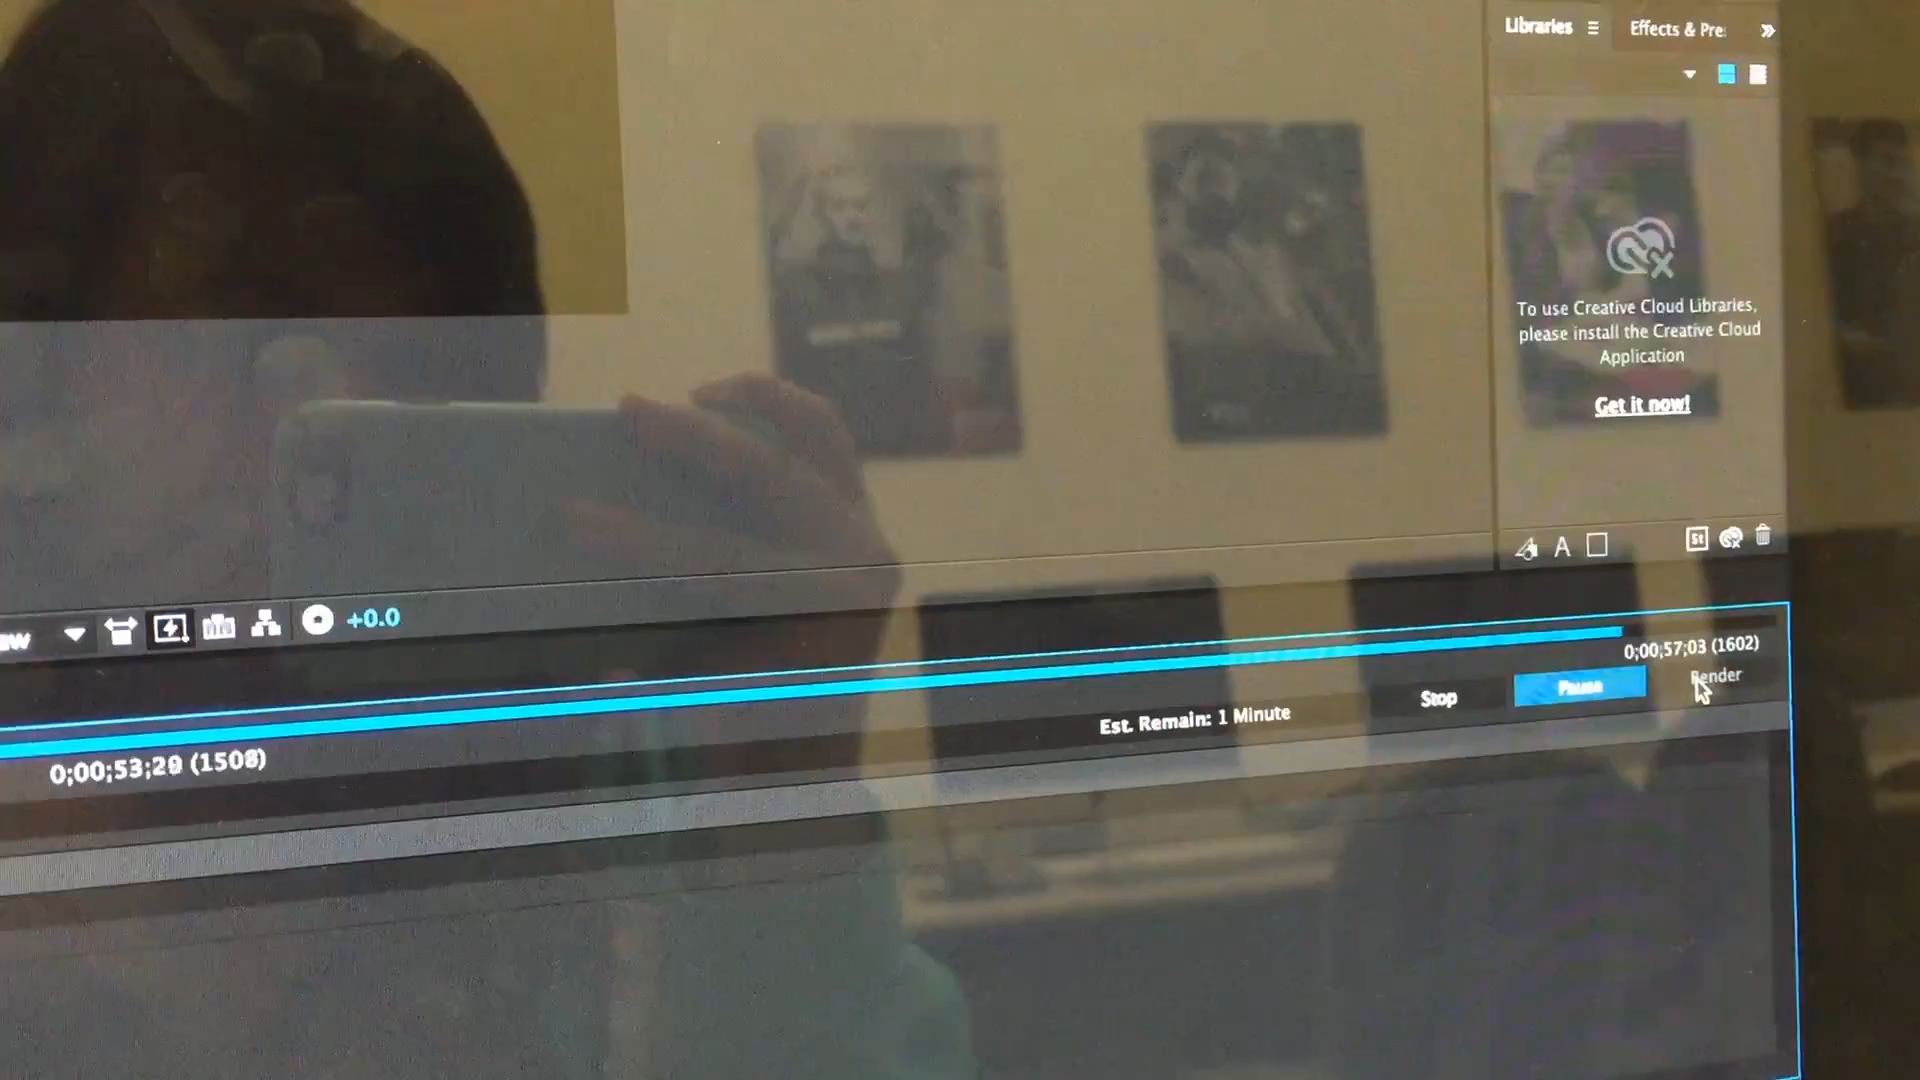 Libraries
Effects & Pre
To use Creative Cloud Libraries,
please install the Creative Cloud
Application
Get it now!
A
St
+0.0
0;00;57;03 (1602)
Est. Remain: 1 Minute
Stop
Pause
Render
0;00;53;29 (1508)